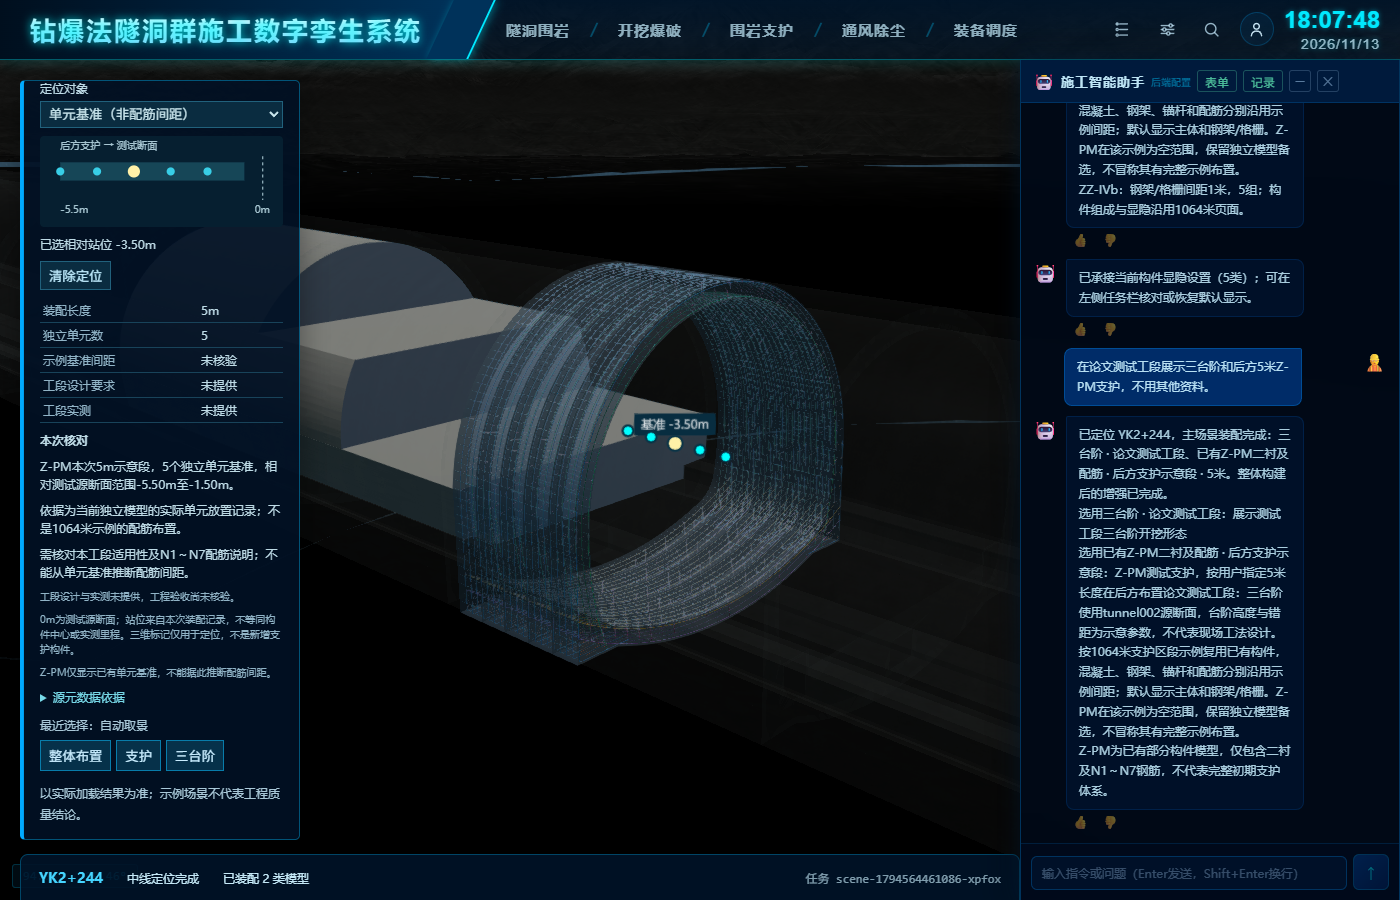 钻爆法隧洞群施工数字孪生系统
隧洞围岩 / 开挖爆破 / 围岩支护 / 通风除尘 / 装备调度
18:07:48
2026/11/13
定位对象
单元基准（非配筋间距）
后方支护 → 测试断面
-5.5m 0m
已选相对站位 -3.50m
清除定位
装配长度 5m
独立单元数 5
示例基准间距 未核验
工段设计要求 未提供
工段实测 未提供
本次核对
Z-PM本次5m示意段，5个独立单元基准，相
对测试源断面范围-5.50m至-1.50m。
依据为当前独立模型的实际单元放置记录；不
是1064米示例的配筋布置。
需核对本工段适用性及N1～N7配筋说明；不
能从单元基准推断配筋间距。
工段设计与实测未提供，工程验收尚未核验。
0m为测试源断面；站位来自本次装配记录，不等同构
件中心或实测里程。三维标记仅用于定位，不是新增支
护构件。
Z-PM仅显示已有单元基准，不能据此推断配筋间距。
▶ 源元数据依据
最近选择：自动取景
整体布置 支护 三台阶
以实际加载结果为准；示例场景不代表工程质
量结论。
基准 -3.50m
YK2+244 中线定位完成 已装配 2 类模型
任务 scene-1794564461086-xpfox
施工智能助手 后端配置 表单 记录
混凝土、钢架、锚杆和配筋分别沿用示
例间距；默认显示主体和钢架/格栅。Z-
PM在该示例为空范围，保留独立模型备
选，不冒称其有完整示例布置。
ZZ-IVb：钢架/格栅间距1米，5组；构
件组成与显隐沿用1064米页面。
已承接当前构件显隐设置（5类）；可在
左侧任务栏核对或恢复默认显示。
在论文测试工段展示三台阶和后方5米Z-
PM支护，不用其他资料。
已定位 YK2+244，主场景装配完成：三
台阶 · 论文测试工段、已有Z-PM二衬及
配筋 · 后方支护示意段 · 5米。整体构建
后的增强已完成。
选用三台阶 · 论文测试工段：展示测试
工段三台阶开挖形态
选用已有Z-PM二衬及配筋 · 后方支护示
意段：Z-PM测试支护，按用户指定5米
长度在后方布置论文测试工段：三台阶
使用tunnel002源断面，台阶高度与错
距为示意参数，不代表现场工法设计。
按1064米支护区段示例复用已有构件，
混凝土、钢架、锚杆和配筋分别沿用示
例间距；默认显示主体和钢架/格栅。Z-
PM在该示例为空范围，保留独立模型备
选，不冒称其有完整示例布置。
Z-PM为已有部分构件模型，仅包含二衬
及N1～N7钢筋，不代表完整初期支护
体系。
输入指令或问题（Enter发送，Shift+Enter换行）